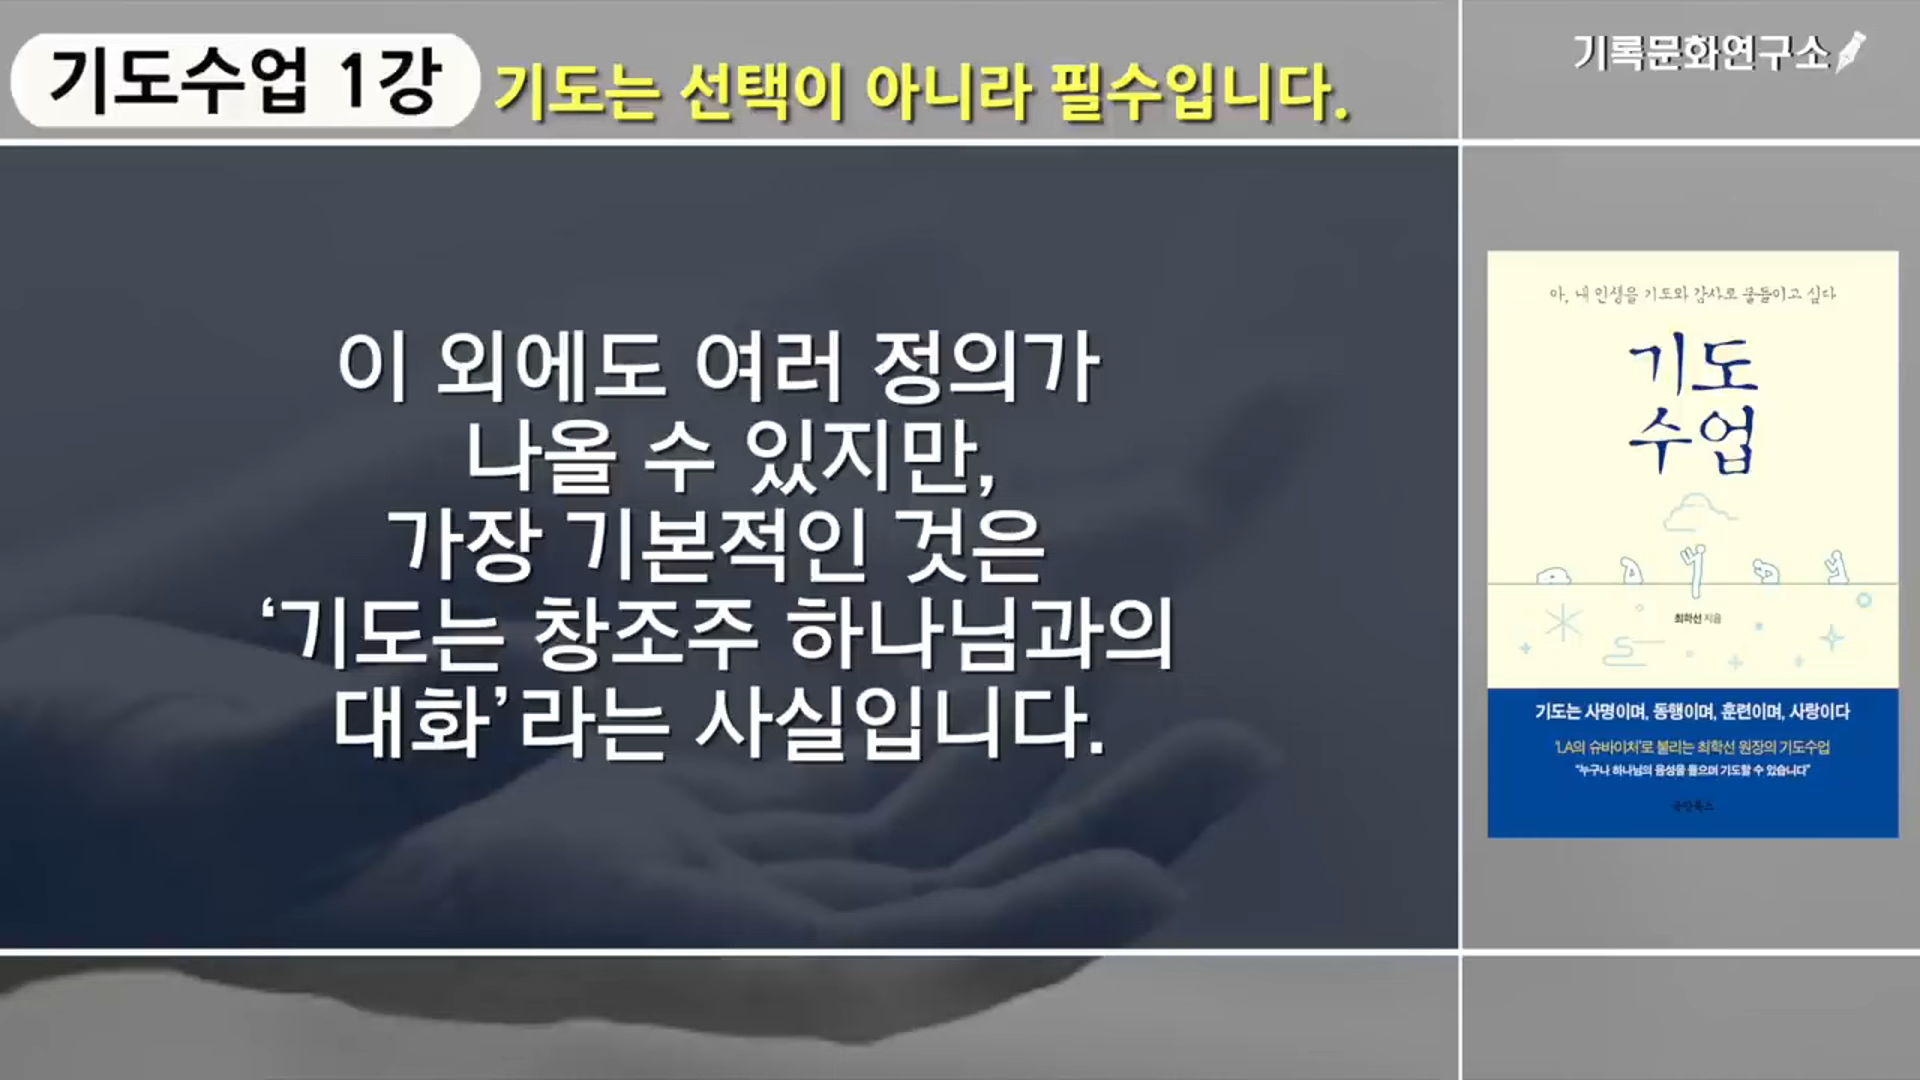 기도수업 1강
기도는 선택이 아니라 필수입니다.
기록문화연구소
이 외에도 여러 정의가
나올 수 있지만,
가장 기본적인 것은
‘기도는 창조주 하나님과의
대화’라는 사실입니다.
아, 내 인생을 기도와 감사로 물들이고 싶다
기도
수업
최학선 지음
기도는 사명이며, 동행이며, 훈련이며, 사랑이다
‘LA의 슈바이처’로 불리는 최학선 원장의 기도수업
“누구나 하나님의 음성을 들으며 기도할 수 있습니다”